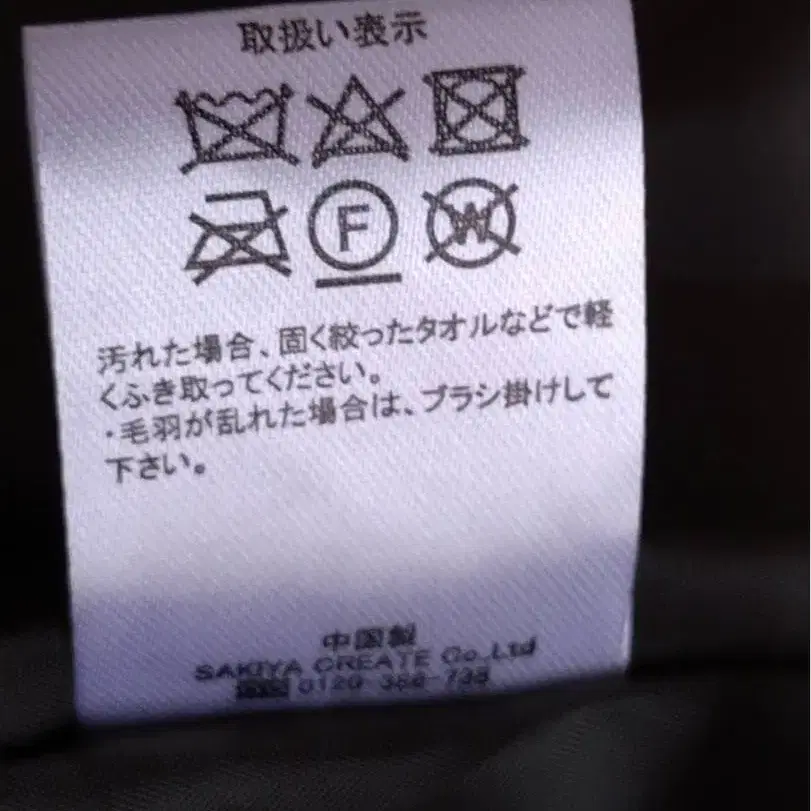 取扱い表示
F
W
汚れた場合、固く絞ったタオルなどで軽
くふき取ってください。
・毛羽が乱れた場合は、ブラシ掛けして
下さい。
中国製
SAKIYA CREATE Co.,Ltd
0120-388-738